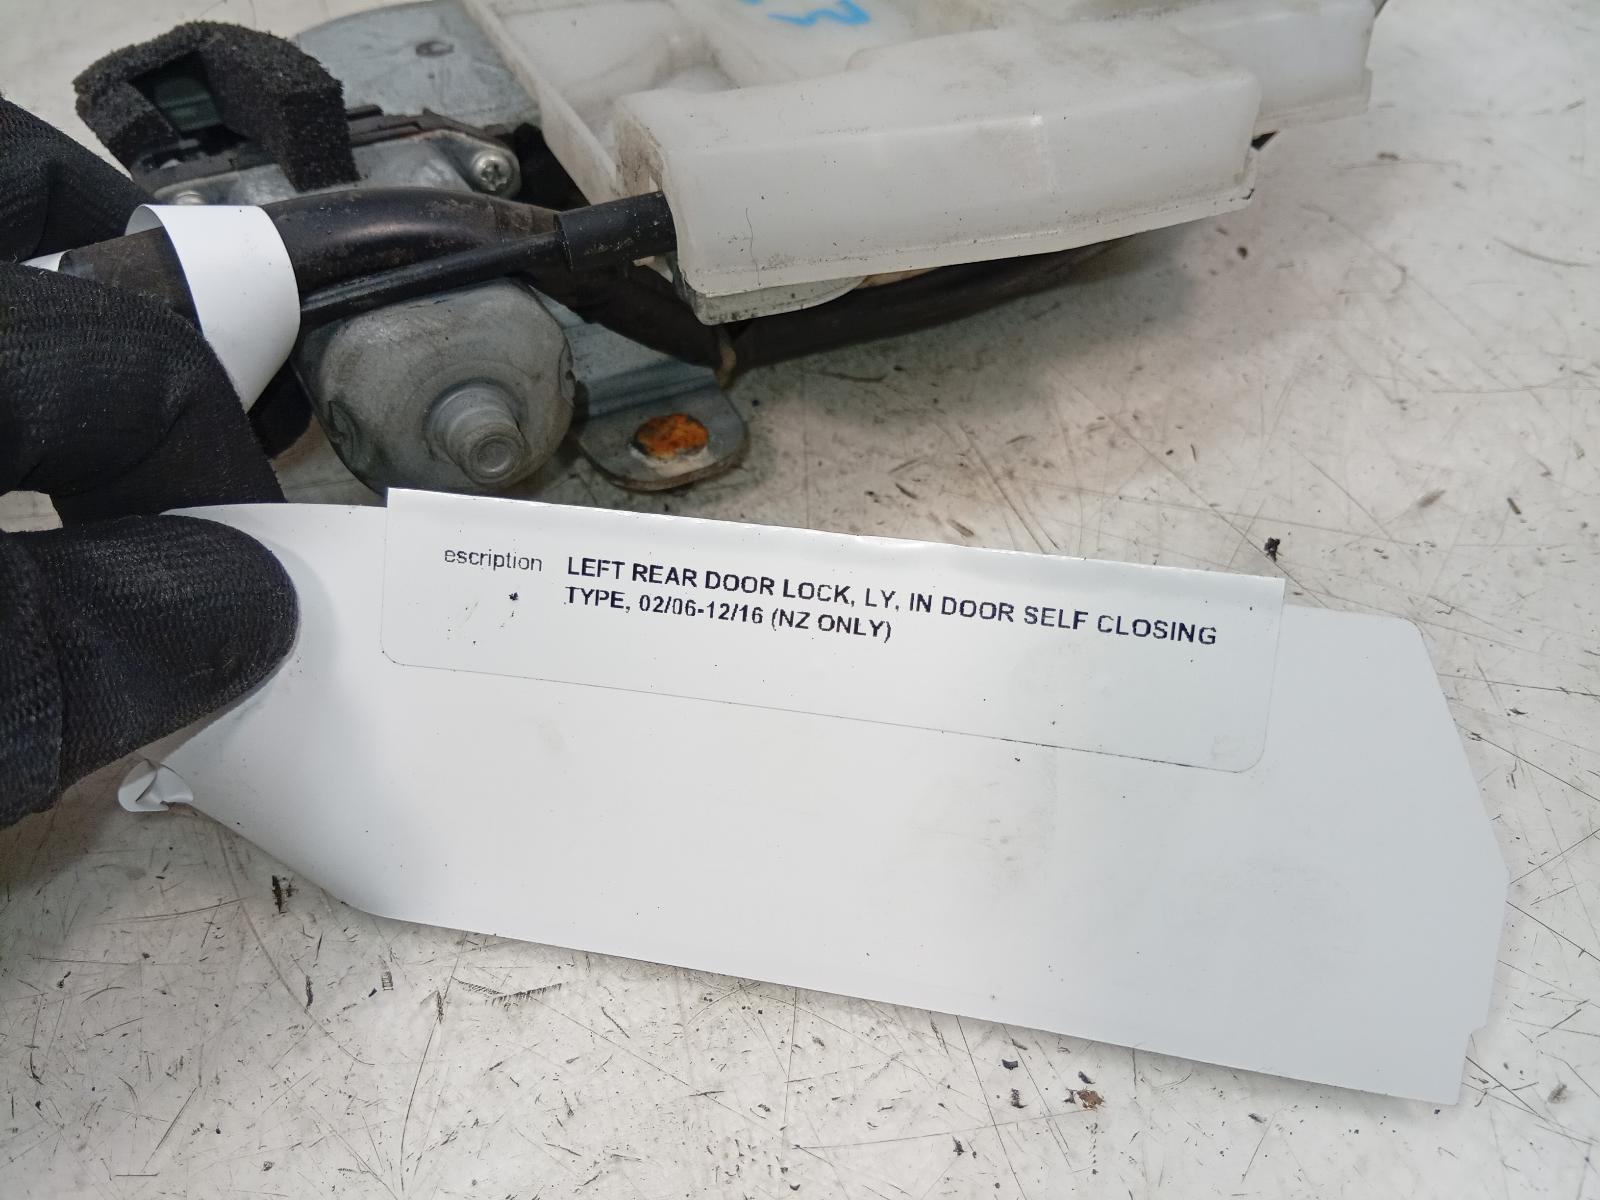 escription LEFT REAR DOOR LOCK, LY, IN DOOR SELF CLOSING
TYPE, 02/06-12/16 (NZ ONLY)